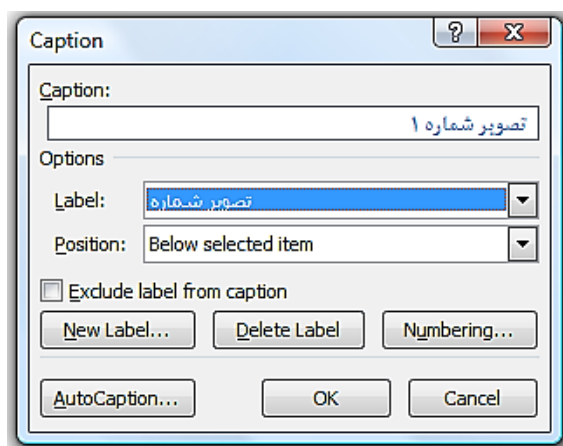 Caption
Caption:
تصویر شماره ۱
Options
Label: تصویر شماره
Position: Below selected item
Exclude label from caption
New Label... Delete Label Numbering...
AutoCaption... OK Cancel